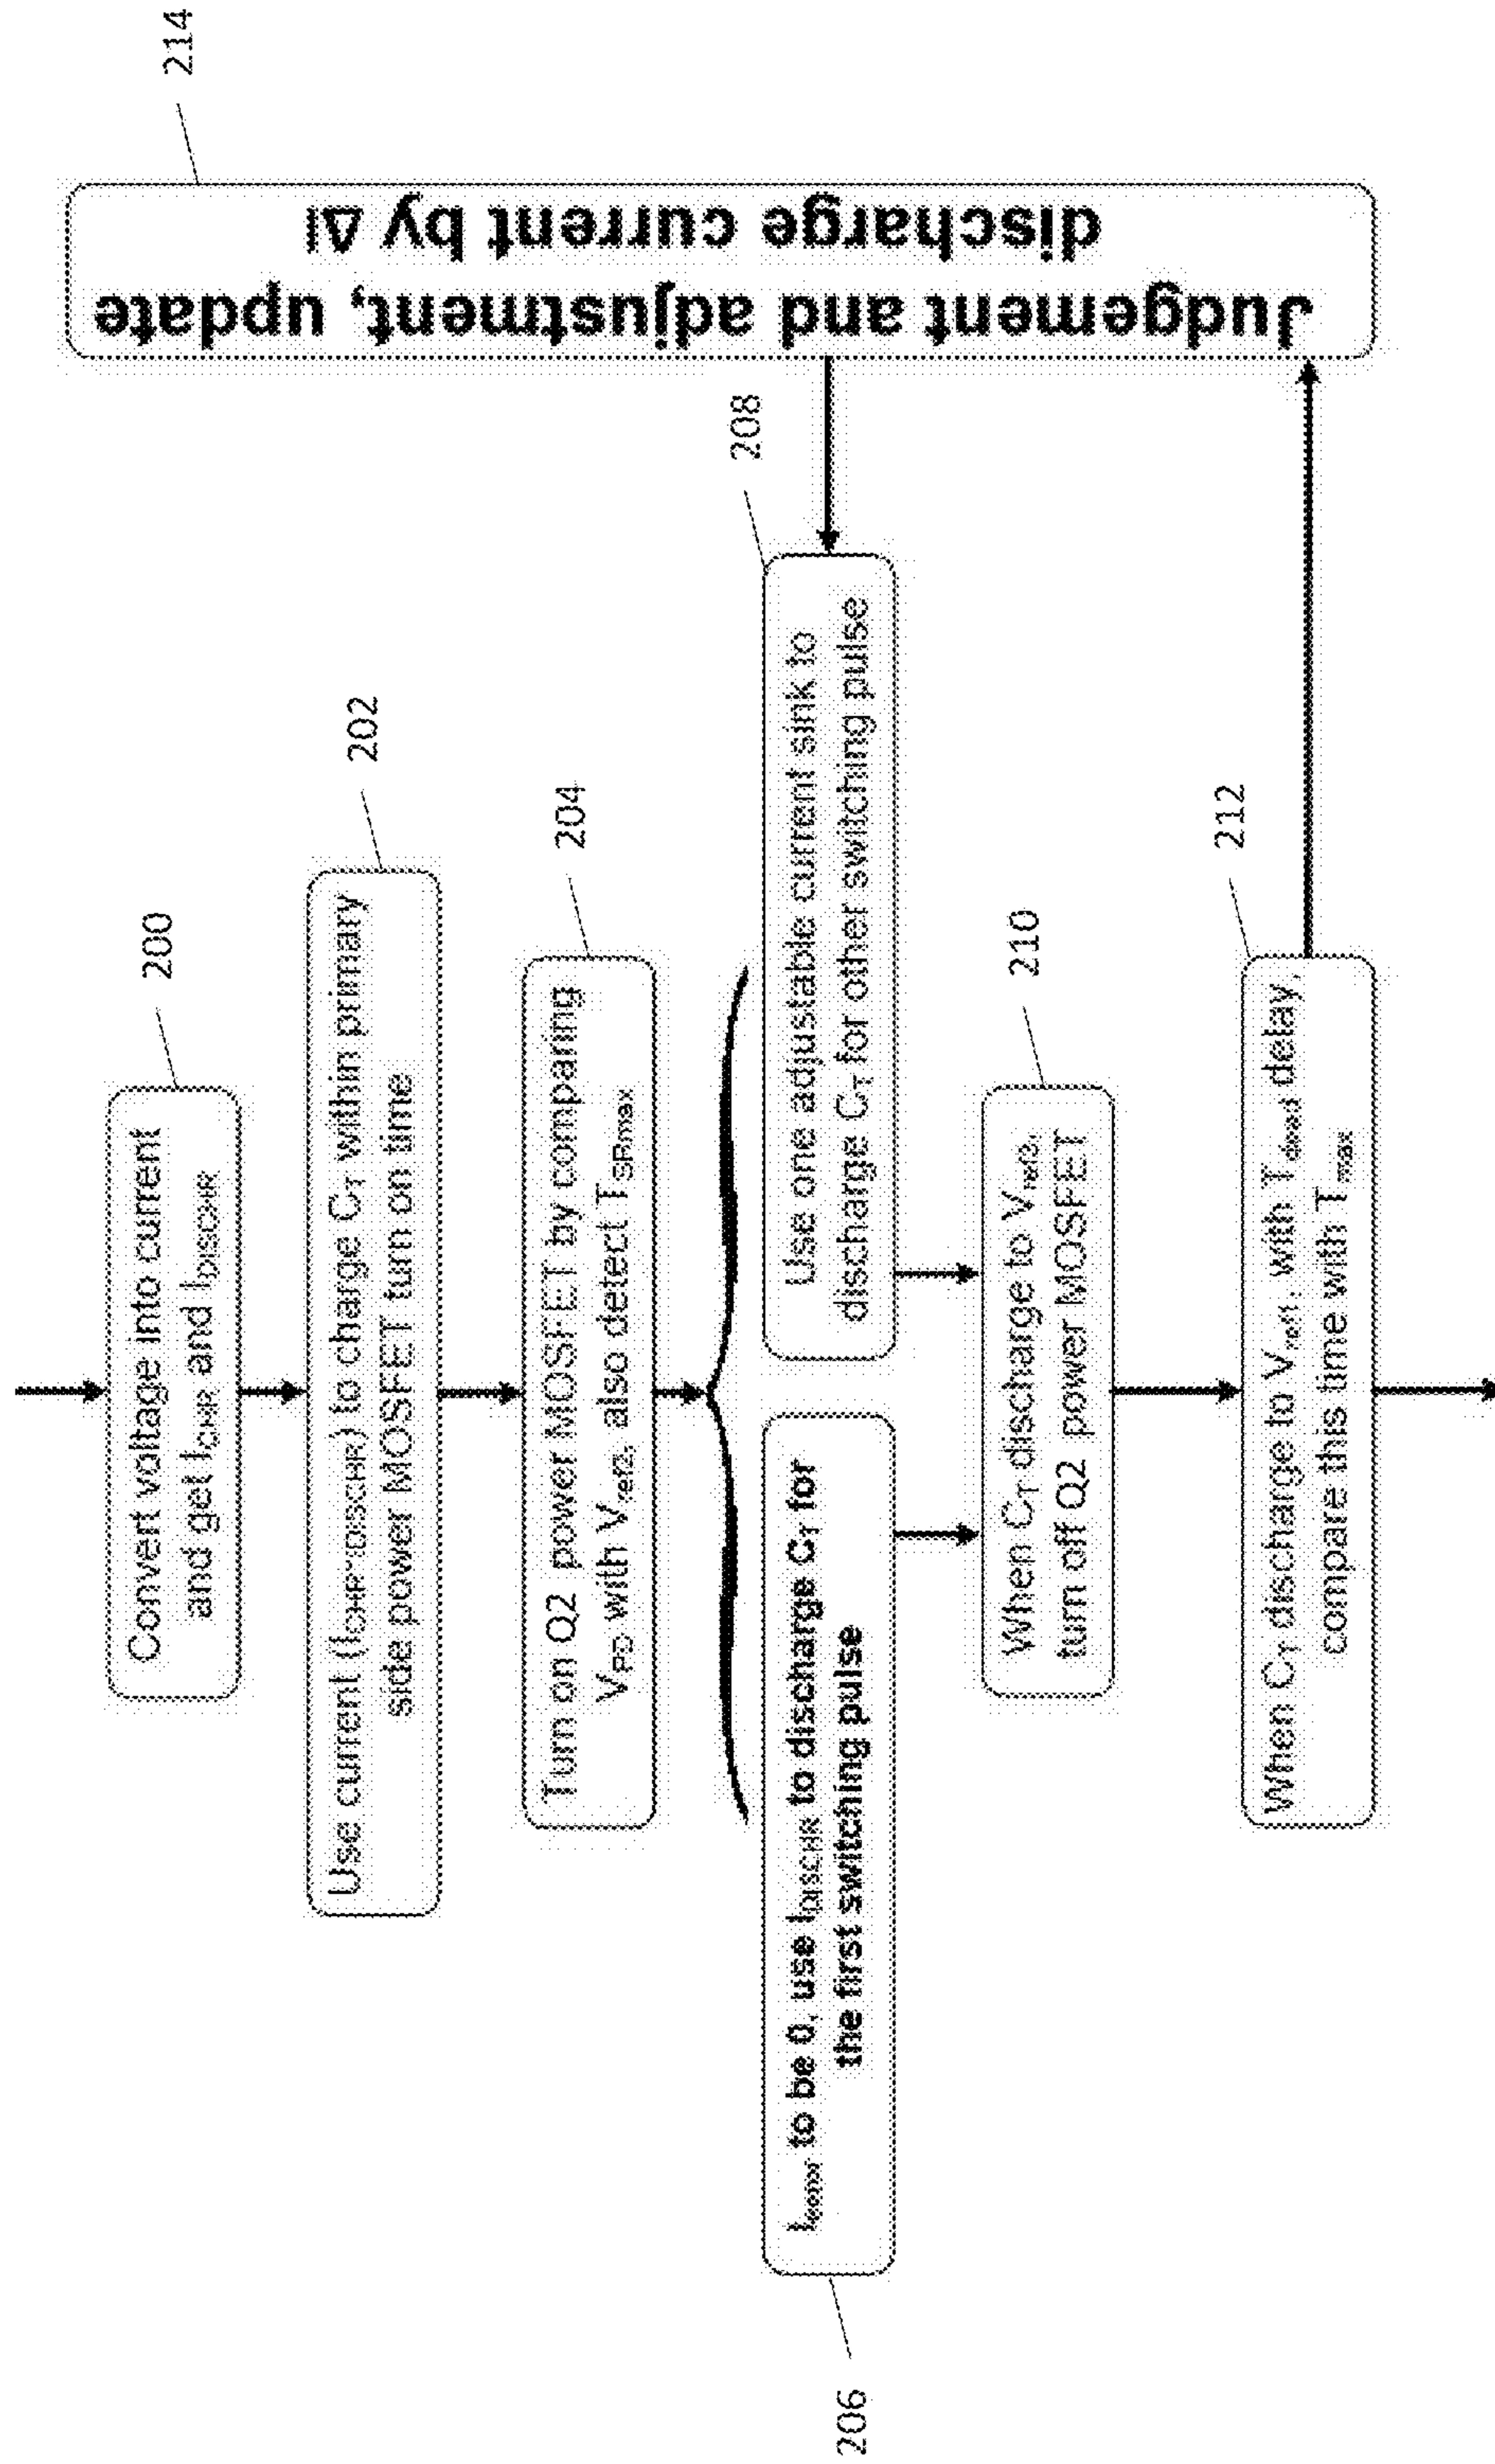 200
Convert voltage into current
and get I_CHR and I_DISCHR
202
Use current (I_CHR-I_DISCHR) to charge C_T within primary
side power MOSFET turn on time
204
Turn on Q2 power MOSFET by comparing
V_PD with V_ref2, also detect T_SRmax
206
to be 0, use I_DISCHR to discharge C_T for
the first switching pulse
208
Use one adjustable current sink to
discharge C_T for other switching pulse
210
When C_T discharge to V_ref3,
turn off Q2 power MOSFET
212
When C_T discharge to V_ref1, with T_dead delay,
compare this time with T_max
214
Judgement and adjustment, update
discharge current by Δi